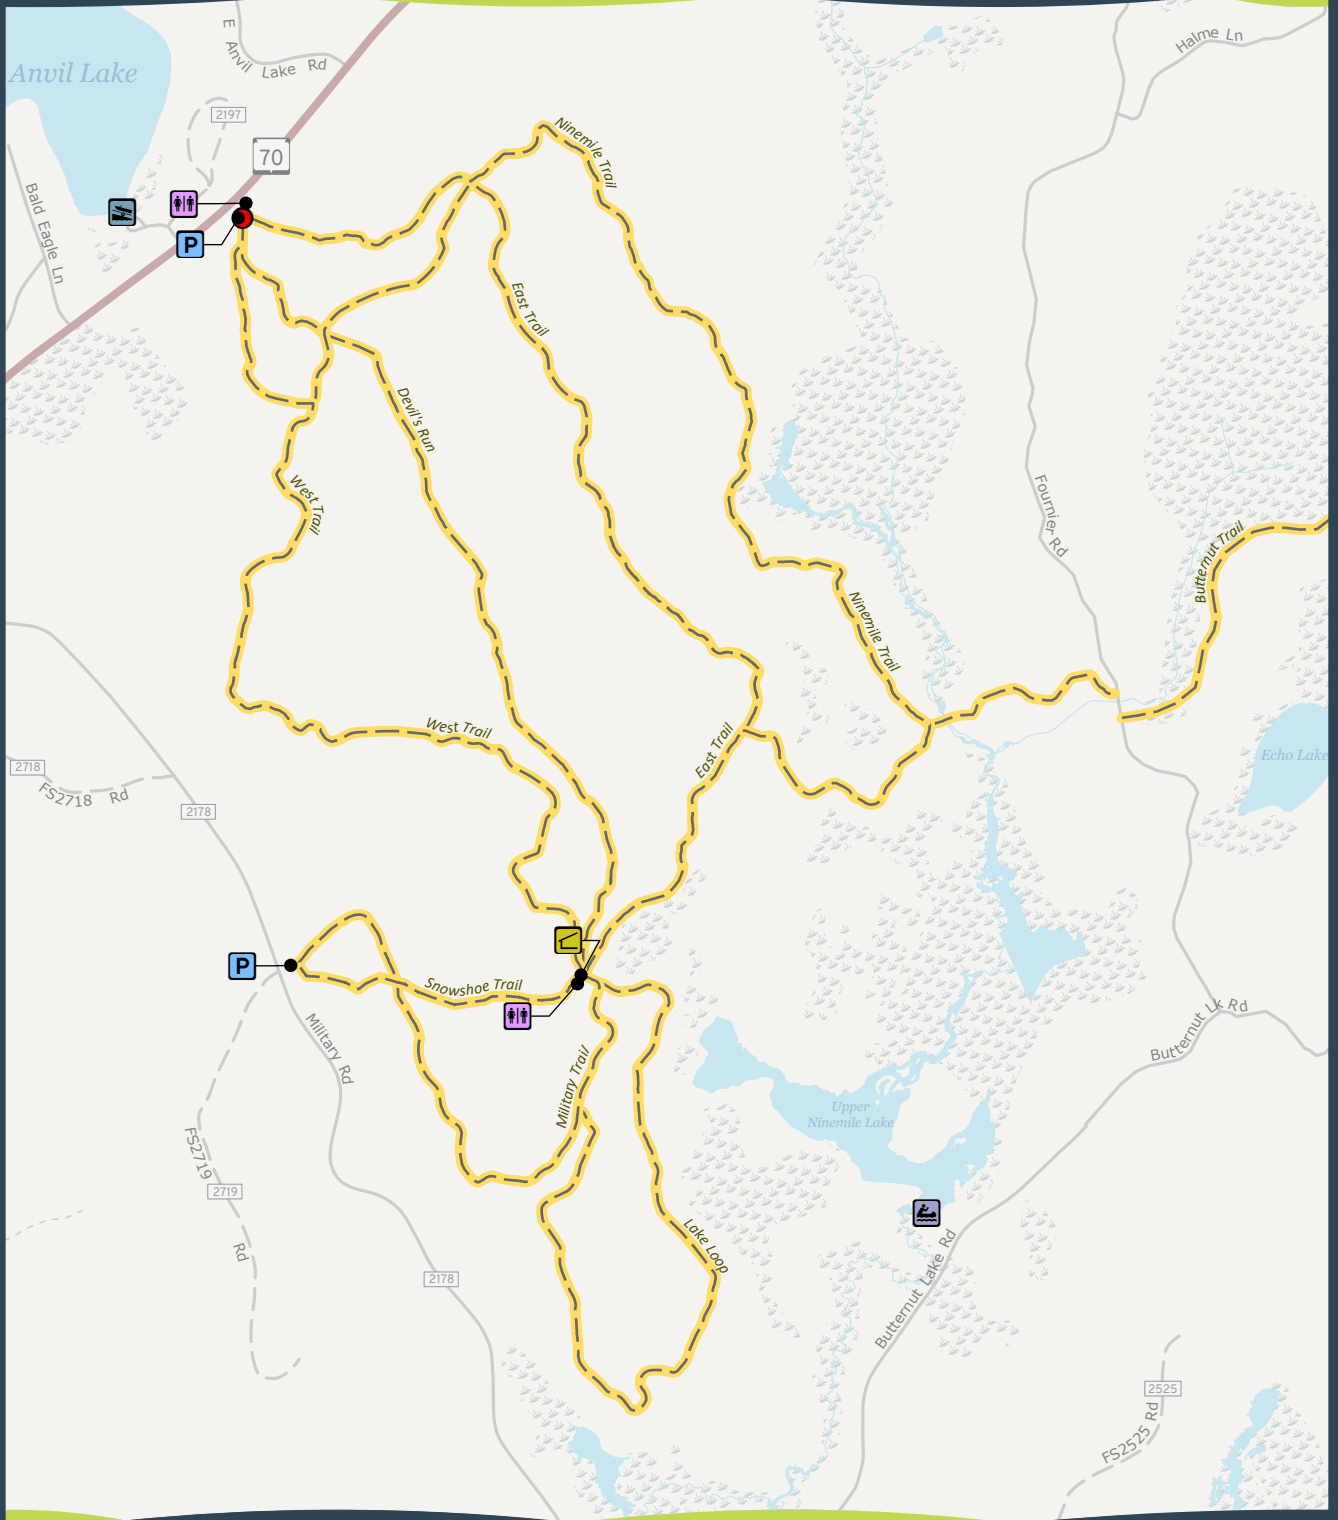 E Anvil Lake Rd
Halme Ln
Anvil Lake
2197
Ninemile Trail
70
Bald Eagle Ln
P
East Trail
Devil's Run
West Trail
Fournier Rd
Butternut Trail
Ninemile Trail
West Trail
East Trail
Echo Lake
2718
FS2718 Rd
2178
P
Snowshoe Trail
Military Rd
Butternut Lk Rd
Military Trail
Upper
Ninemile Lake
FS2719 Rd
2719
Lake Loop
Butternut Lake Rd
2178
2525
FS2525 Rd